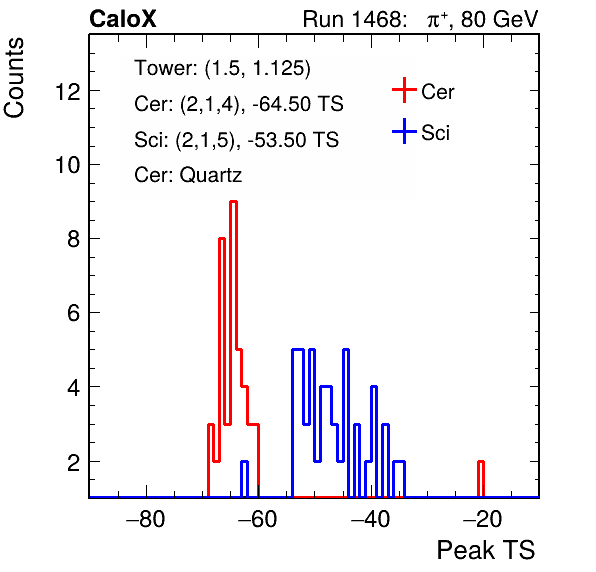 CaloX Run 1468: π+, 80 GeV
Counts
Tower: (1.5, 1.125)
Cer: (2,1,4), -64.50 TS
Sci: (2,1,5), -53.50 TS
Cer: Quartz
Cer
Sci
12
10
8
6
4
2
−80 −60 −40 −20
Peak TS